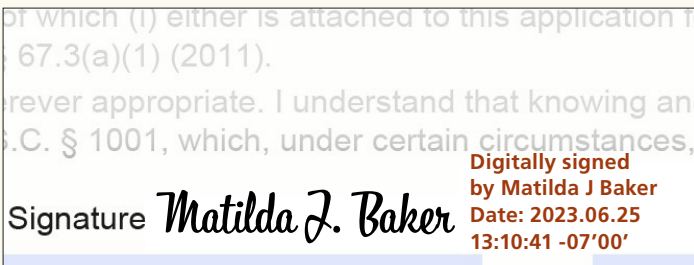 of which (I) either is attached to this application f
§ 67.3(a)(1) (2011).
erever appropriate. I understand that knowing an
S.C. § 1001, which, under certain circumstances,
Digitally signed
by Matilda J Baker
Signature Matilda J. Baker Date: 2023.06.25
13:10:41 -07’00’